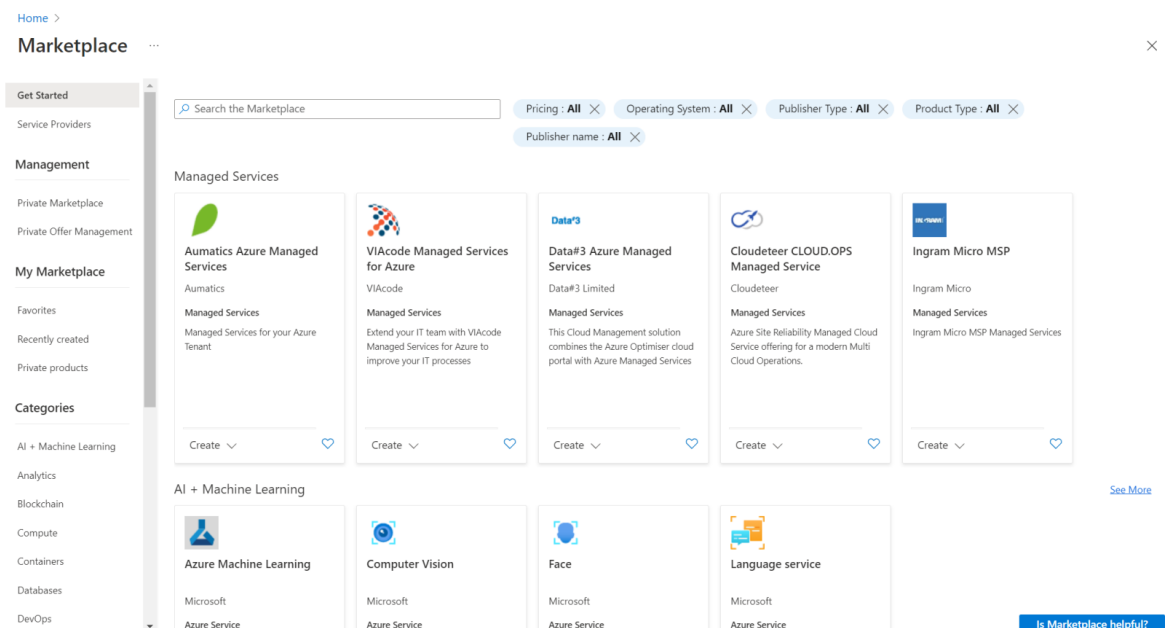 Home >
Marketplace ...
Get Started
Service Providers
Management
Private Marketplace
Private Offer Management
My Marketplace
Favorites
Recently created
Private products
Categories
AI + Machine Learning
Analytics
Blockchain
Compute
Containers
Databases
DevOps
Search the Marketplace
Pricing : All
Operating System : All
Publisher Type : All
Product Type : All
Publisher name : All
Managed Services
Aumatics Azure Managed
Services
Aumatics
Managed Services
Managed Services for your Azure
Tenant
Create
VIAcode Managed Services
for Azure
VIAcode
Managed Services
Extend your IT team with VIAcode
Managed Services for Azure to
improve your IT processes
Create
Data#3
Data#3 Azure Managed
Services
Data#3 Limited
Managed Services
This Cloud Management solution
combines the Azure Optimiser cloud
portal with Azure Managed Services
Create
Cloudeteer CLOUD.OPS
Managed Service
Cloudeteer
Managed Services
Azure Site Reliability Managed Cloud
Service offering for a modern Multi
Cloud Operations.
Create
INGRAM
Ingram Micro MSP
Ingram Micro
Managed Services
Ingram Micro MSP Managed Services
Create
AI + Machine Learning
See More
Azure Machine Learning
Microsoft
Azure Service
Computer Vision
Microsoft
Azure Service
Face
Microsoft
Azure Service
Language service
Microsoft
Azure Service
Is Marketplace helpful?